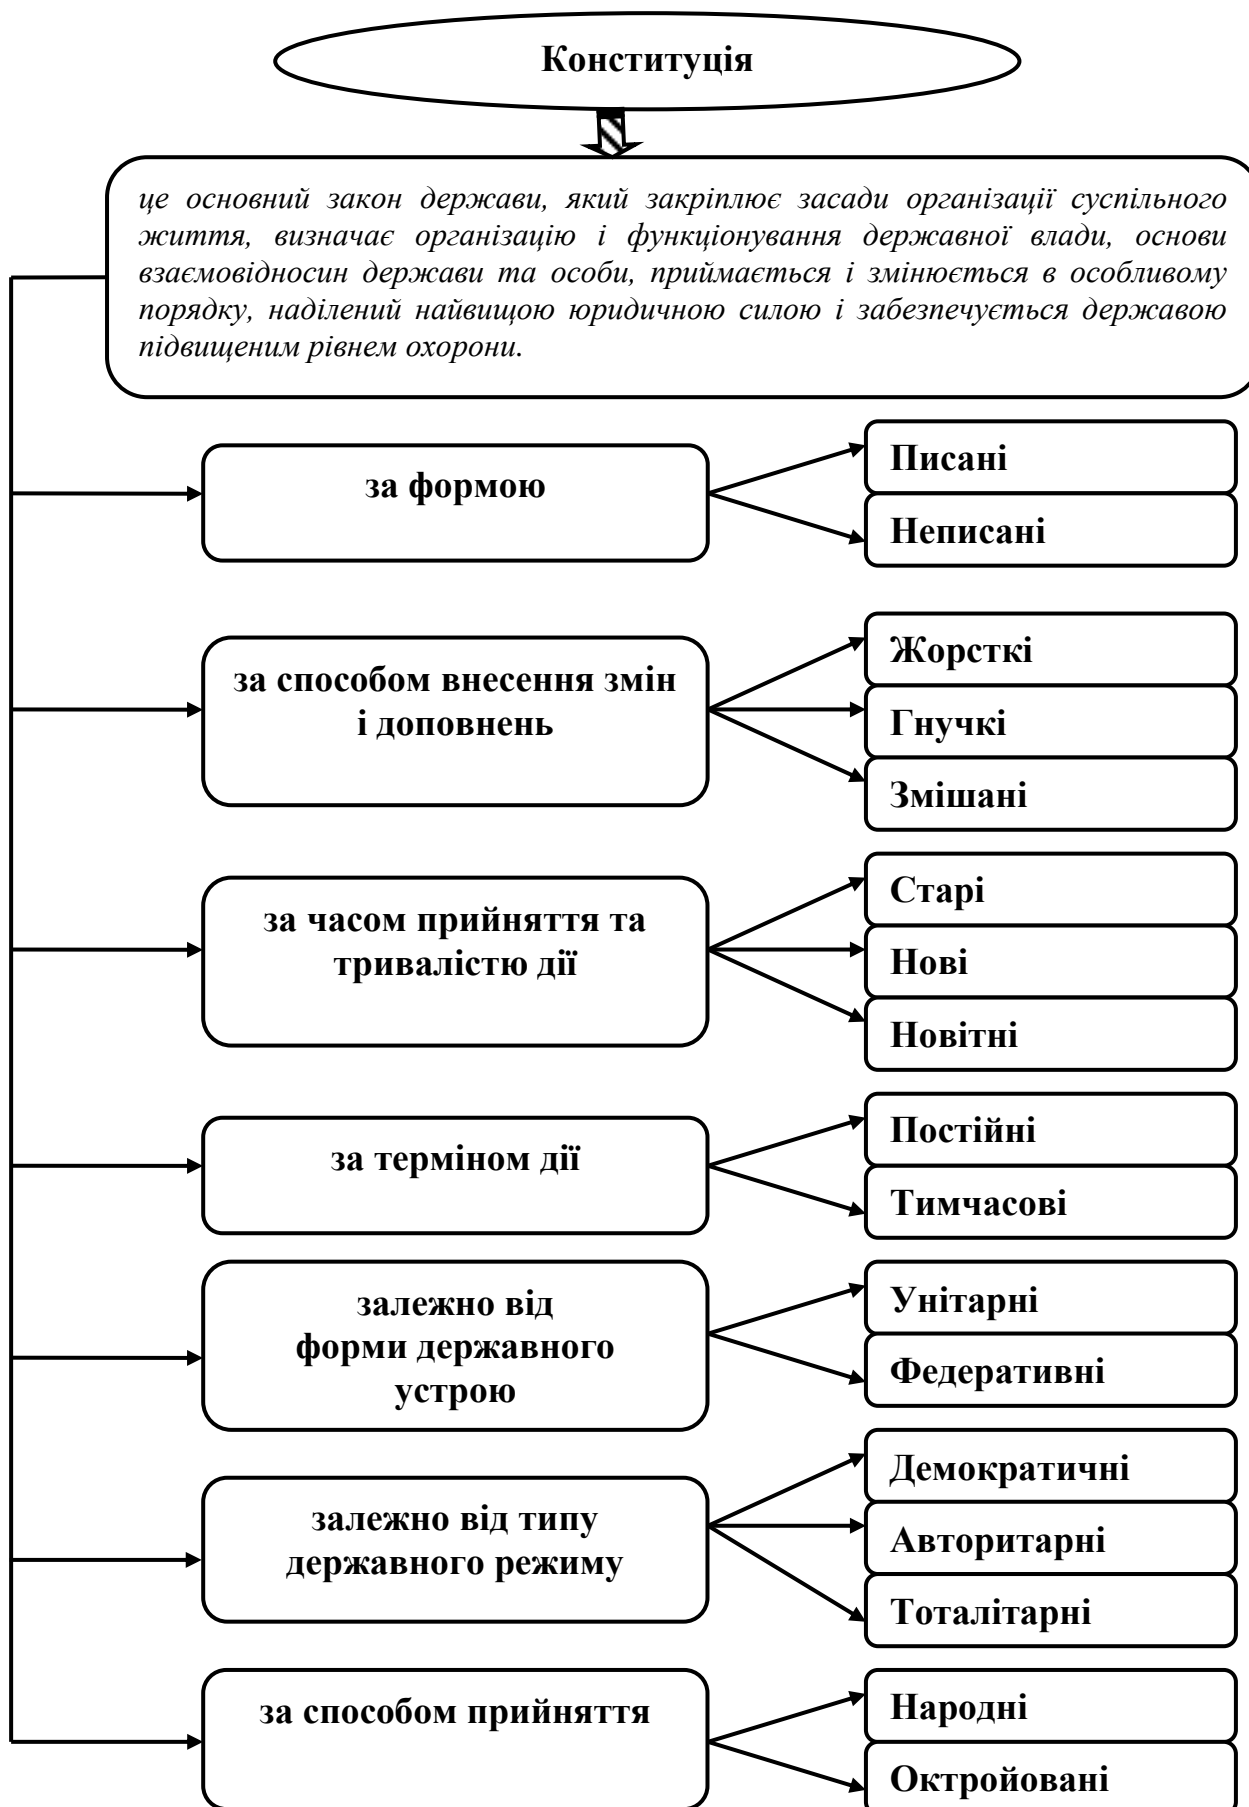 Конституція
це основний закон держави, який закріплює засади організації суспільного
життя, визначає організацію і функціонування державної влади, основи
взаємовідносин держави та особи, приймається і змінюється в особливому
порядку, наділений найвищою юридичною силою і забезпечується державою
підвищеним рівнем охорони.
за формою
Писані
Неписані
за способом внесення змін
і доповнень
Жорсткі
Гнучкі
Змішані
за часом прийняття та
тривалістю дії
Старі
Нові
Новітні
за терміном дії
Постійні
Тимчасові
залежно від
форми державного
устрою
Унітарні
Федеративні
залежно від типу
державного режиму
Демократичні
Авторитарні
Тоталітарні
за способом прийняття
Народні
Октройовані